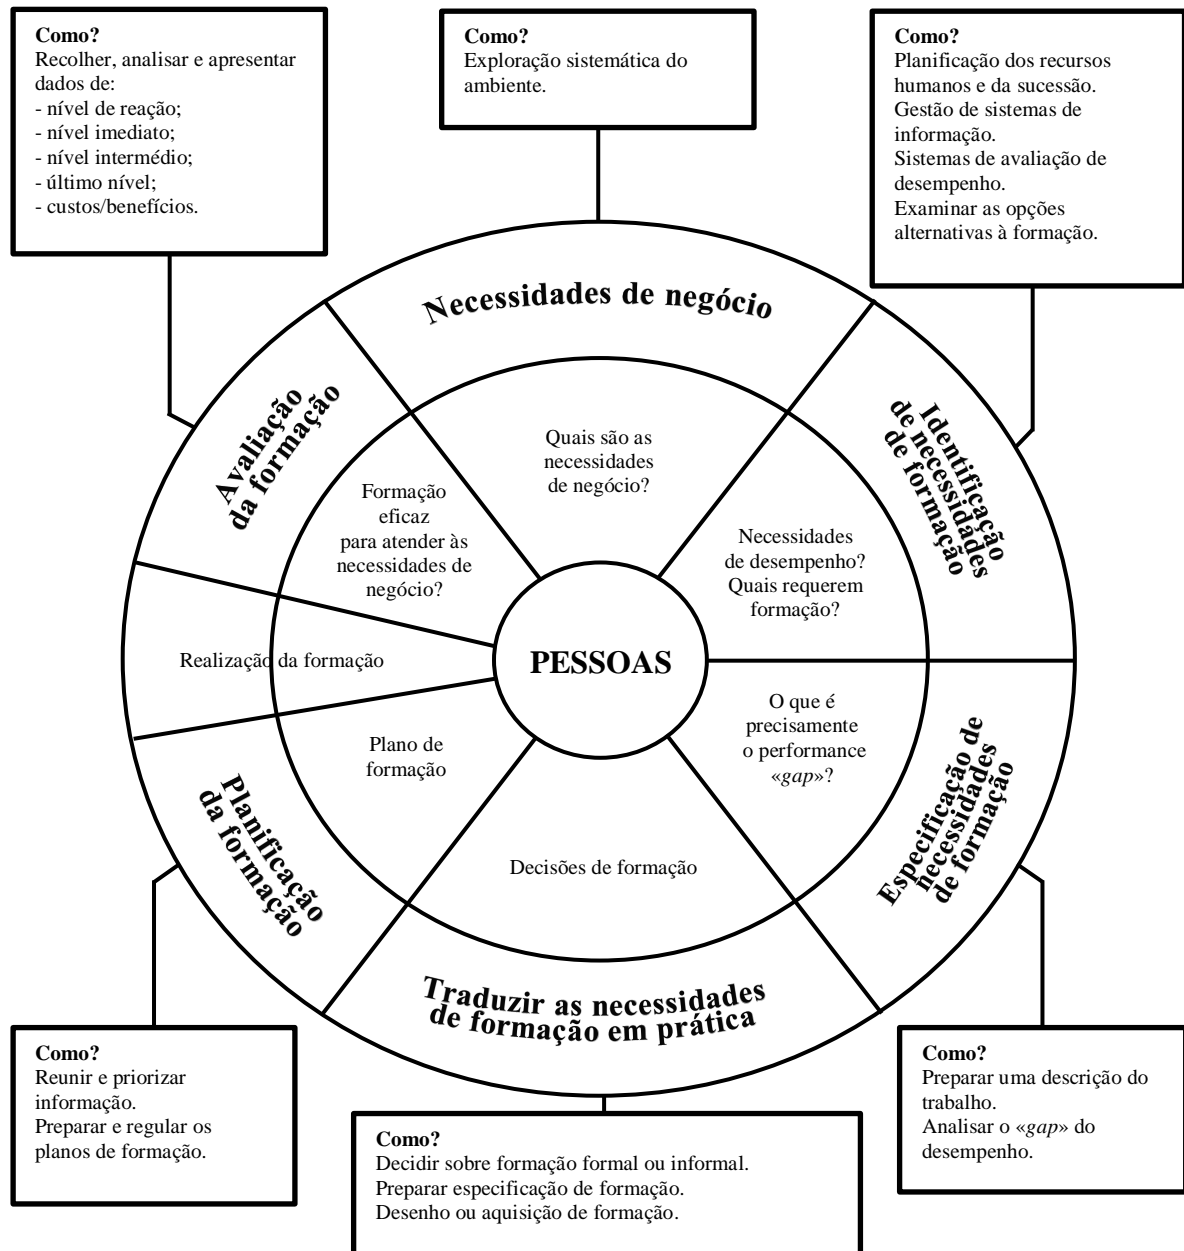 Como?
Recolher, analisar e apresentar
dados de:
- nível de reação;
- nível imediato;
- nível intermédio;
- último nível;
- custos/benefícios.
Como?
Exploração sistemática do
ambiente.
Como?
Planificação dos recursos
humanos e da sucessão.
Gestão de sistemas de
informação.
Sistemas de avaliação de
desempenho.
Examinar as opções
alternativas à formação.
Necessidades de negócio
Quais são as
necessidades
de negócio?
Identificação
de necessidades
de formação
Necessidades
de desempenho?
Quais requerem
formação?
Avaliação
da formação
Formação
eficaz
para atender às
necessidades de
negócio?
Realização da formação
PESSOAS
O que é
precisamente
o performance
«gap»?
Especificação de
necessidades
de formação
Plano de
formação
Planificação
da formação
Decisões de formação
Traduzir as necessidades
de formação em prática
Como?
Reunir e priorizar
informação.
Preparar e regular os
planos de formação.
Como?
Decidir sobre formação formal ou informal.
Preparar especificação de formação.
Desenho ou aquisição de formação.
Como?
Preparar uma descrição do
trabalho.
Analisar o «gap» do
desempenho.